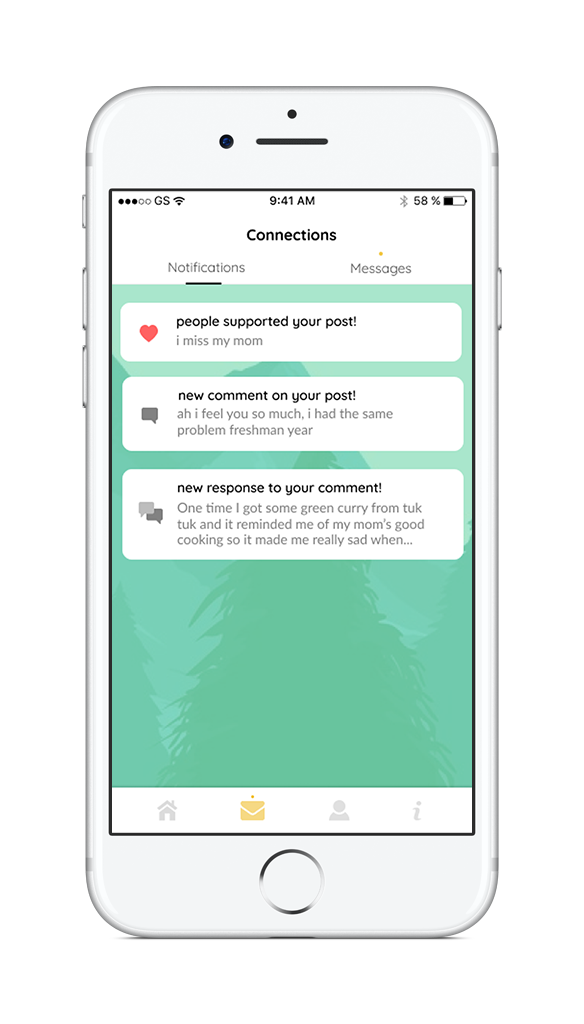 GS 9:41 AM 58 %
Connections
Notifications Messages
people supported your post!
i miss my mom
new comment on your post!
ah i feel you so much, i had the same
problem freshman year
new response to your comment!
One time I got some green curry from tuk
tuk and it reminded me of my mom's good
cooking so it made me really sad when...
i